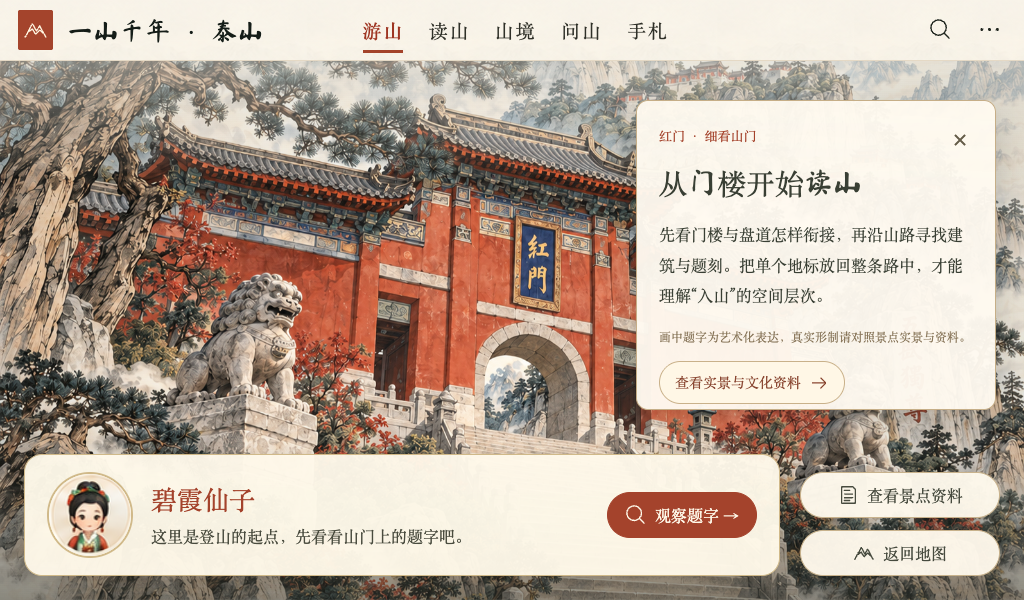 一山千年 · 泰山
游山
读山
山境
问山
手札
红门 · 细看山门
从门楼开始读山
先看门楼与盘道怎样衔接，再沿山路寻找建
筑与题刻。把单个地标放回整条路中，才能
理解“入山”的空间层次。
画中题字为艺术化表达，真实形制请对照景点实景与资料。
查看实景与文化资料 →
紅門
碧霞仙子
这里是登山的起点，先看看山门上的题字吧。
观察题字 →
查看景点资料
返回地图